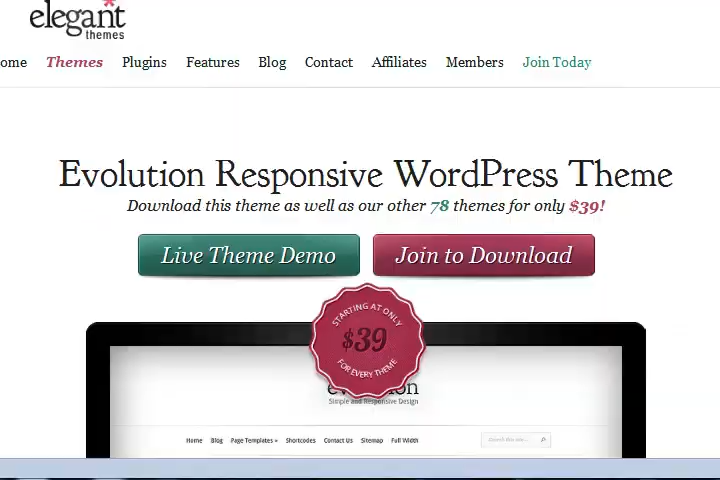 elegant
themes
ome Themes Plugins Features Blog Contact Affiliates Members Join Today
Evolution Responsive WordPress Theme
Download this theme as well as our other 78 themes for only $39!
Live Theme Demo Join to Download
STARTING AT ONLY
$39
FOR EVERY THEME
Simple and Responsive Design
Home Blog Page Templates Shortcodes Contact Us Sitemap Full Width